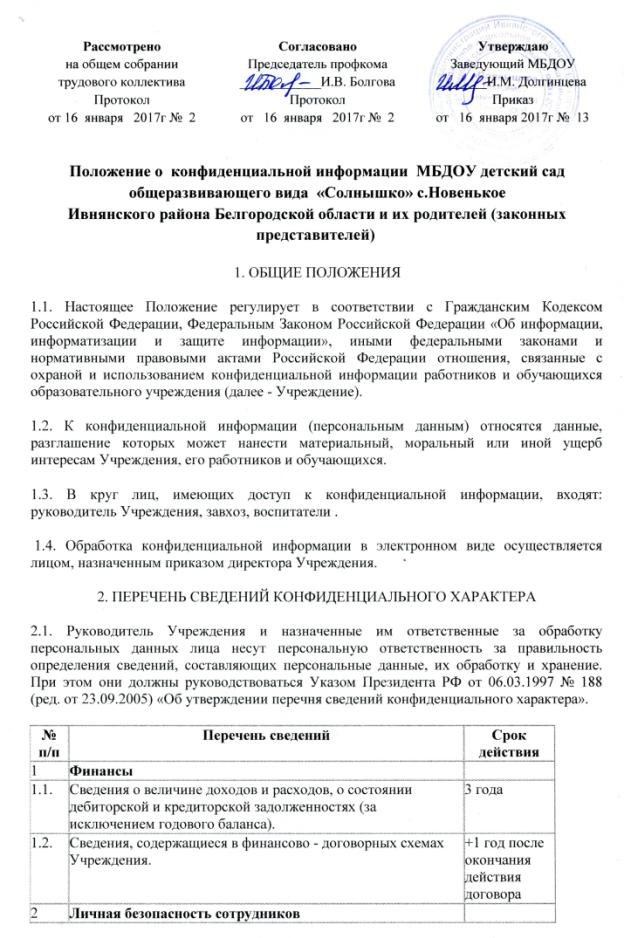 Рассмотрено
на общем собрании
трудового коллектива
Протокол
от 16 января 2017г № 2
Согласовано
Председатель профкома
И.В. Болгова
Протокол
от 16 января 2017г № 2
Утверждаю
Заведующий МБДОУ
И.М. Долгинцева
Приказ
от 16 января 2017г № 13
Положение о конфиденциальной информации МБДОУ детский сад
общеразвивающего вида «Солнышко» с.Новенькое
Ивнянского района Белгородской области и их родителей (законных
представителей)
1. ОБЩИЕ ПОЛОЖЕНИЯ
1.1. Настоящее Положение регулирует в соответствии с Гражданским Кодексом
Российской Федерации, Федеральным Законом Российской Федерации «Об информации,
информатизации и защите информации», иными федеральными законами и
нормативными правовыми актами Российской Федерации отношения, связанные с
охраной и использованием конфиденциальной информации работников и обучающихся
образовательного учреждения (далее - Учреждение).
1.2. К конфиденциальной информации (персональным данным) относятся данные,
разглашение которых может нанести материальный, моральный или иной ущерб
интересам Учреждения, его работников и обучающихся.
1.3. В круг лиц, имеющих доступ к конфиденциальной информации, входят:
руководитель Учреждения, завхоз, воспитатели .
1.4. Обработка конфиденциальной информации в электронном виде осуществляется
лицом, назначенным приказом директора Учреждения.
2. ПЕРЕЧЕНЬ СВЕДЕНИЙ КОНФИДЕНЦИАЛЬНОГО ХАРАКТЕРА
2.1. Руководитель Учреждения и назначенные им ответственные за обработку
персональных данных лица несут персональную ответственность за правильность
определения сведений, составляющих персональные данные, их обработку и хранение.
При этом они должны руководствоваться Указом Президента РФ от 06.03.1997 № 188
(ред. от 23.09.2005) «Об утверждении перечня сведений конфиденциального характера».
№ п/п
Перечень сведений
Срок действия
1 Финансы
1.1. Сведения о величине доходов и расходов, о состоянии 3 года
дебиторской и кредиторской задолженностях (за
исключением годового баланса).
1.2. Сведения, содержащиеся в финансово - договорных схемах +1 год после
Учреждения. окончания
действия
договора
2 Личная безопасность сотрудников